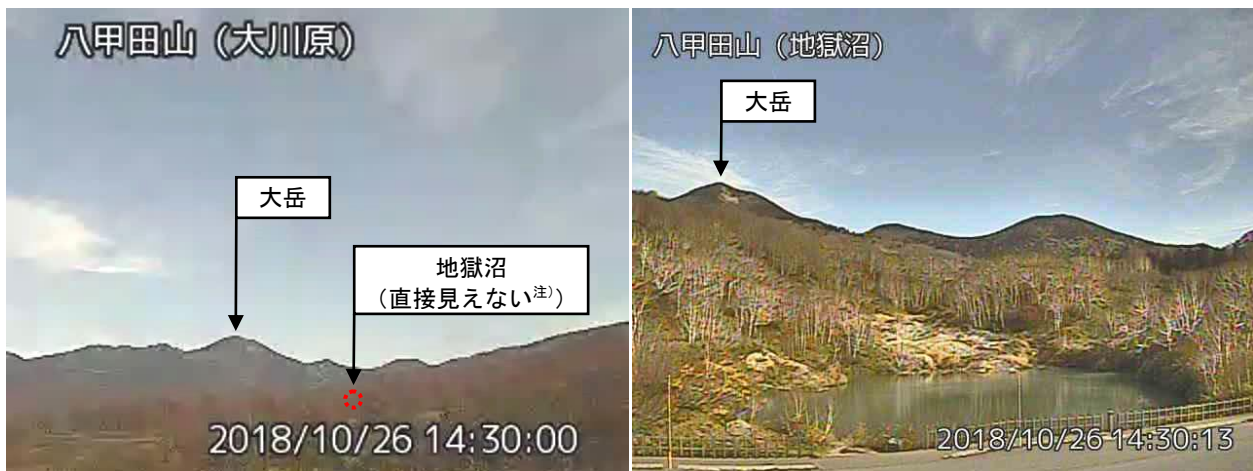 八甲田山（大川原）
大岳
地獄沼
（直接見えない注））
2018/10/26 14:30:00
八甲田山（地獄沼）
大岳
2018/10/26 14:30:13